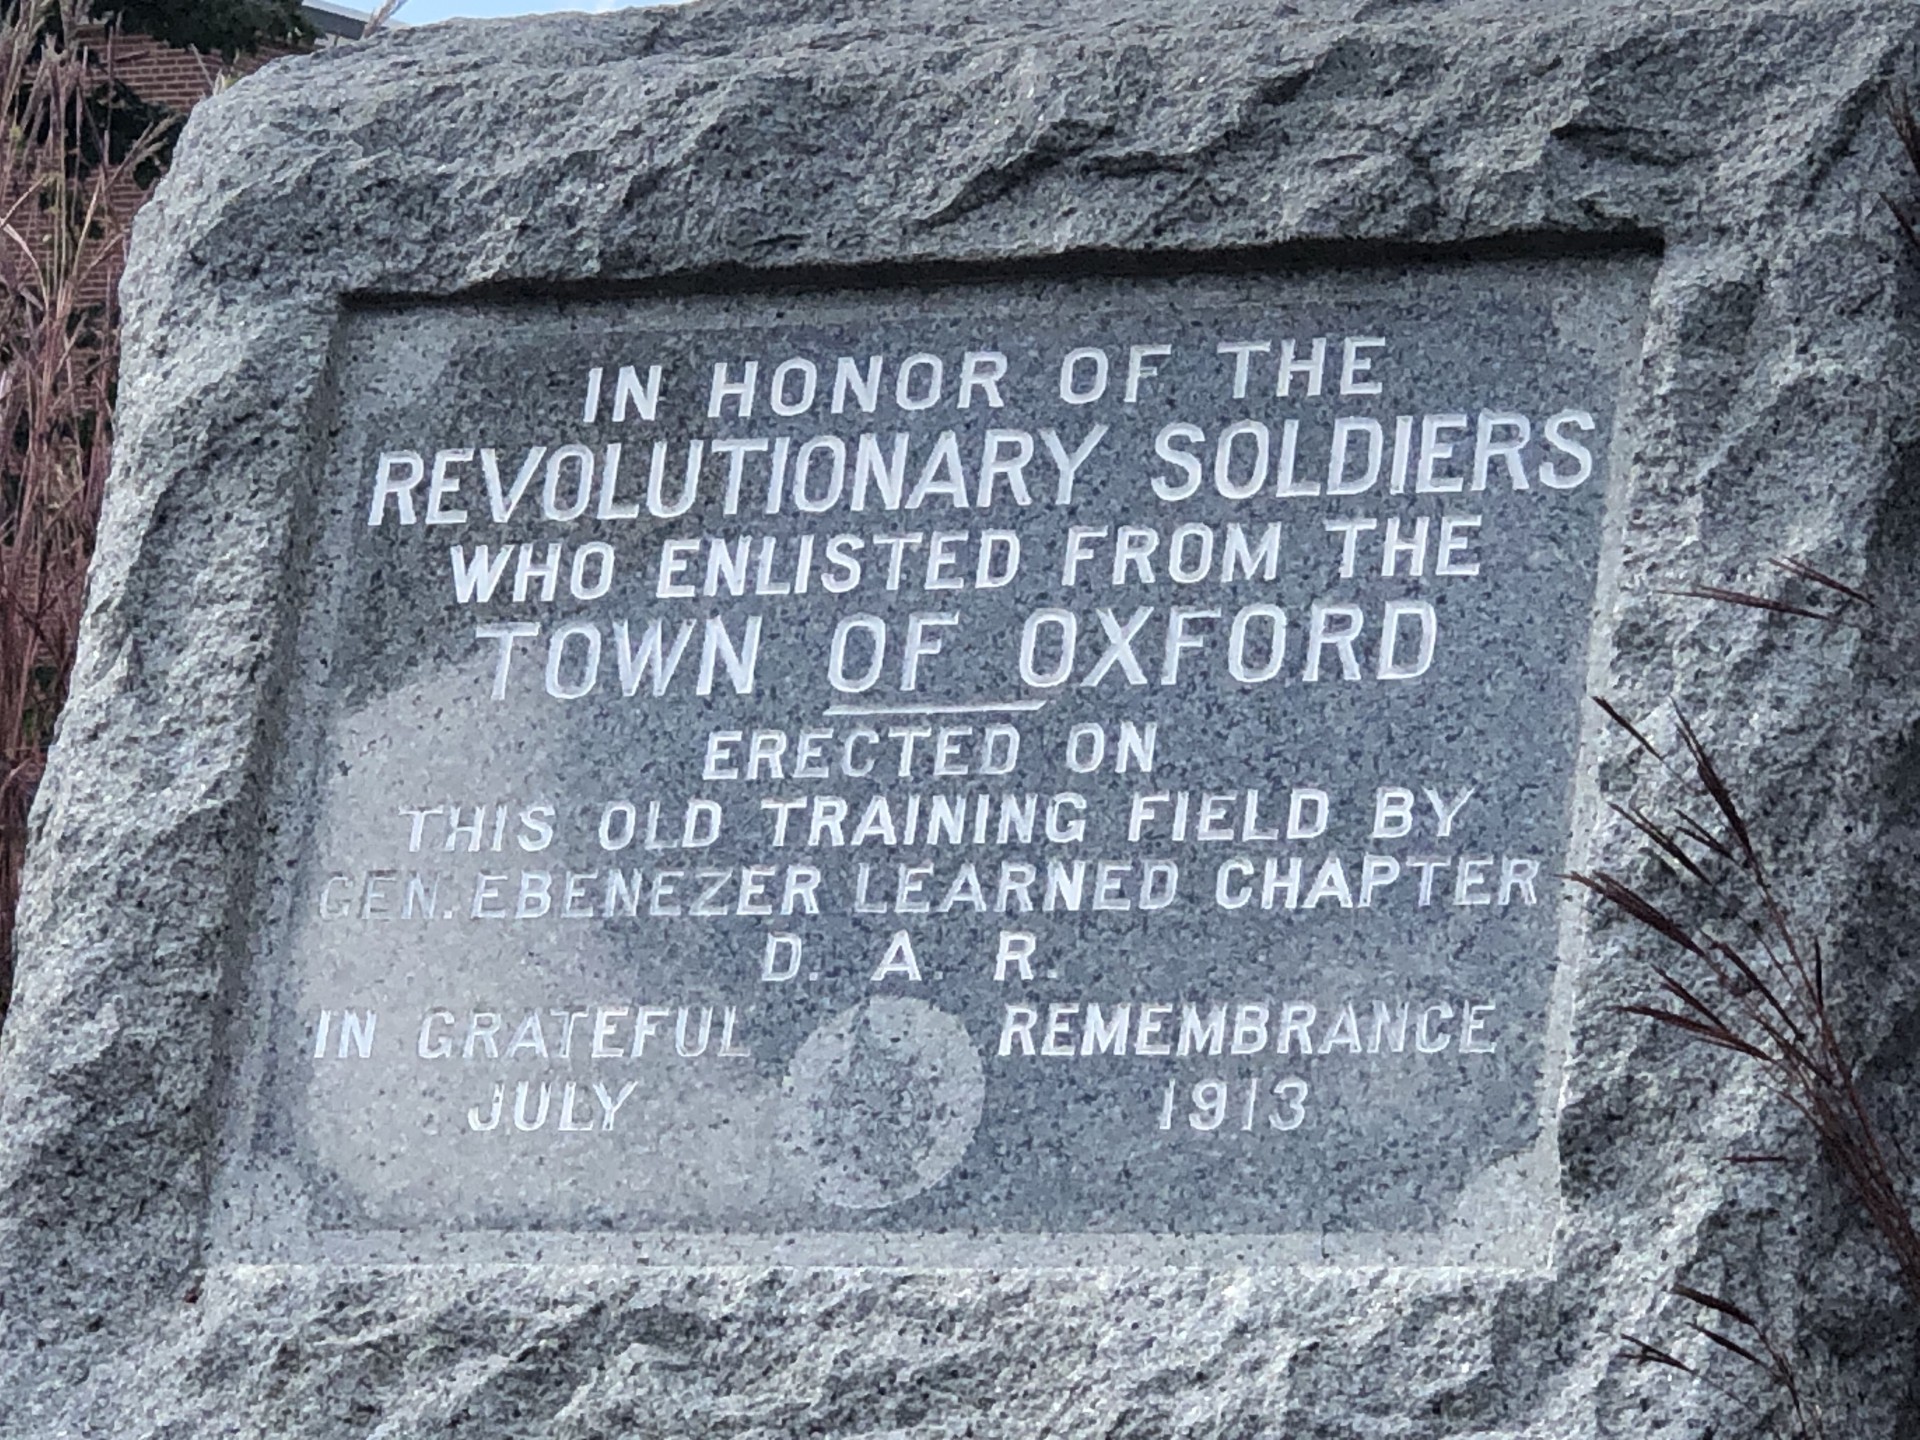 IN HONOR OF THE
REVOLUTIONARY SOLDIERS
WHO ENLISTED FROM THE
TOWN OF OXFORD
ERECTED ON
THIS OLD TRAINING FIELD BY
GEN. EBENEZER LEARNED CHAPTER
D. A. R.
IN GRATEFUL REMEMBRANCE
JULY 1913